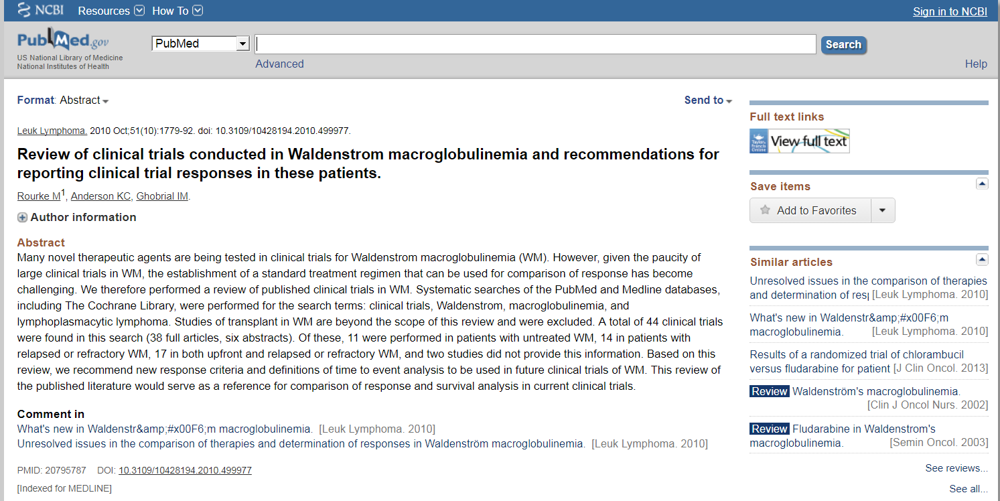 NCBI Resources How To Sign in to NCBI
PubMed.gov
US National Library of Medicine
National Institutes of Health
PubMed
Search
Advanced
Help
Format: Abstract
Send to
Leuk Lymphoma. 2010 Oct;51(10):1779-92. doi: 10.3109/10428194.2010.499977.
Review of clinical trials conducted in Waldenstrom macroglobulinemia and recommendations for
reporting clinical trial responses in these patients.
Rourke M1, Anderson KC, Ghobrial IM.
Author information
Abstract
Many novel therapeutic agents are being tested in clinical trials for Waldenstrom macroglobulinemia (WM). However, given the paucity of
large clinical trials in WM, the establishment of a standard treatment regimen that can be used for comparison of response has become
challenging. We therefore performed a review of published clinical trials in WM. Systematic searches of the PubMed and Medline databases,
including The Cochrane Library, were performed for the search terms: clinical trials, Waldenstrom, macroglobulinemia, and
lymphoplasmacytic lymphoma. Studies of transplant in WM are beyond the scope of this review and were excluded. A total of 44 clinical trials
were found in this search (38 full articles, six abstracts). Of these, 11 were performed in patients with untreated WM, 14 in patients with
relapsed or refractory WM, 17 in both upfront and relapsed or refractory WM, and two studies did not provide this information. Based on this
review, we recommend new response criteria and definitions of time to event analysis to be used in future clinical trials of WM. This review of
the published literature would serve as a reference for comparison of response and survival analysis in current clinical trials.
Comment in
What's new in Waldenstr&amp;#x00F6;m macroglobulinemia. [Leuk Lymphoma. 2010]
Unresolved issues in the comparison of therapies and determination of responses in Waldenström macroglobulinemia. [Leuk Lymphoma. 2010]
PMID: 20795787 DOI: 10.3109/10428194.2010.499977
[Indexed for MEDLINE]
Full text links
Taylor & Francis Online View full text
Save items
Add to Favorites
Similar articles
Unresolved issues in the comparison of therapies
and determination of resp [Leuk Lymphoma. 2010]
What's new in Waldenstr&amp;#x00F6;m
macroglobulinemia. [Leuk Lymphoma. 2010]
Results of a randomized trial of chlorambucil
versus fludarabine for patient [J Clin Oncol. 2013]
Review Waldenström's macroglobulinemia.
[Clin J Oncol Nurs. 2002]
Review Fludarabine in Waldenstrom's
macroglobulinemia. [Semin Oncol. 2003]
See reviews...
See all...